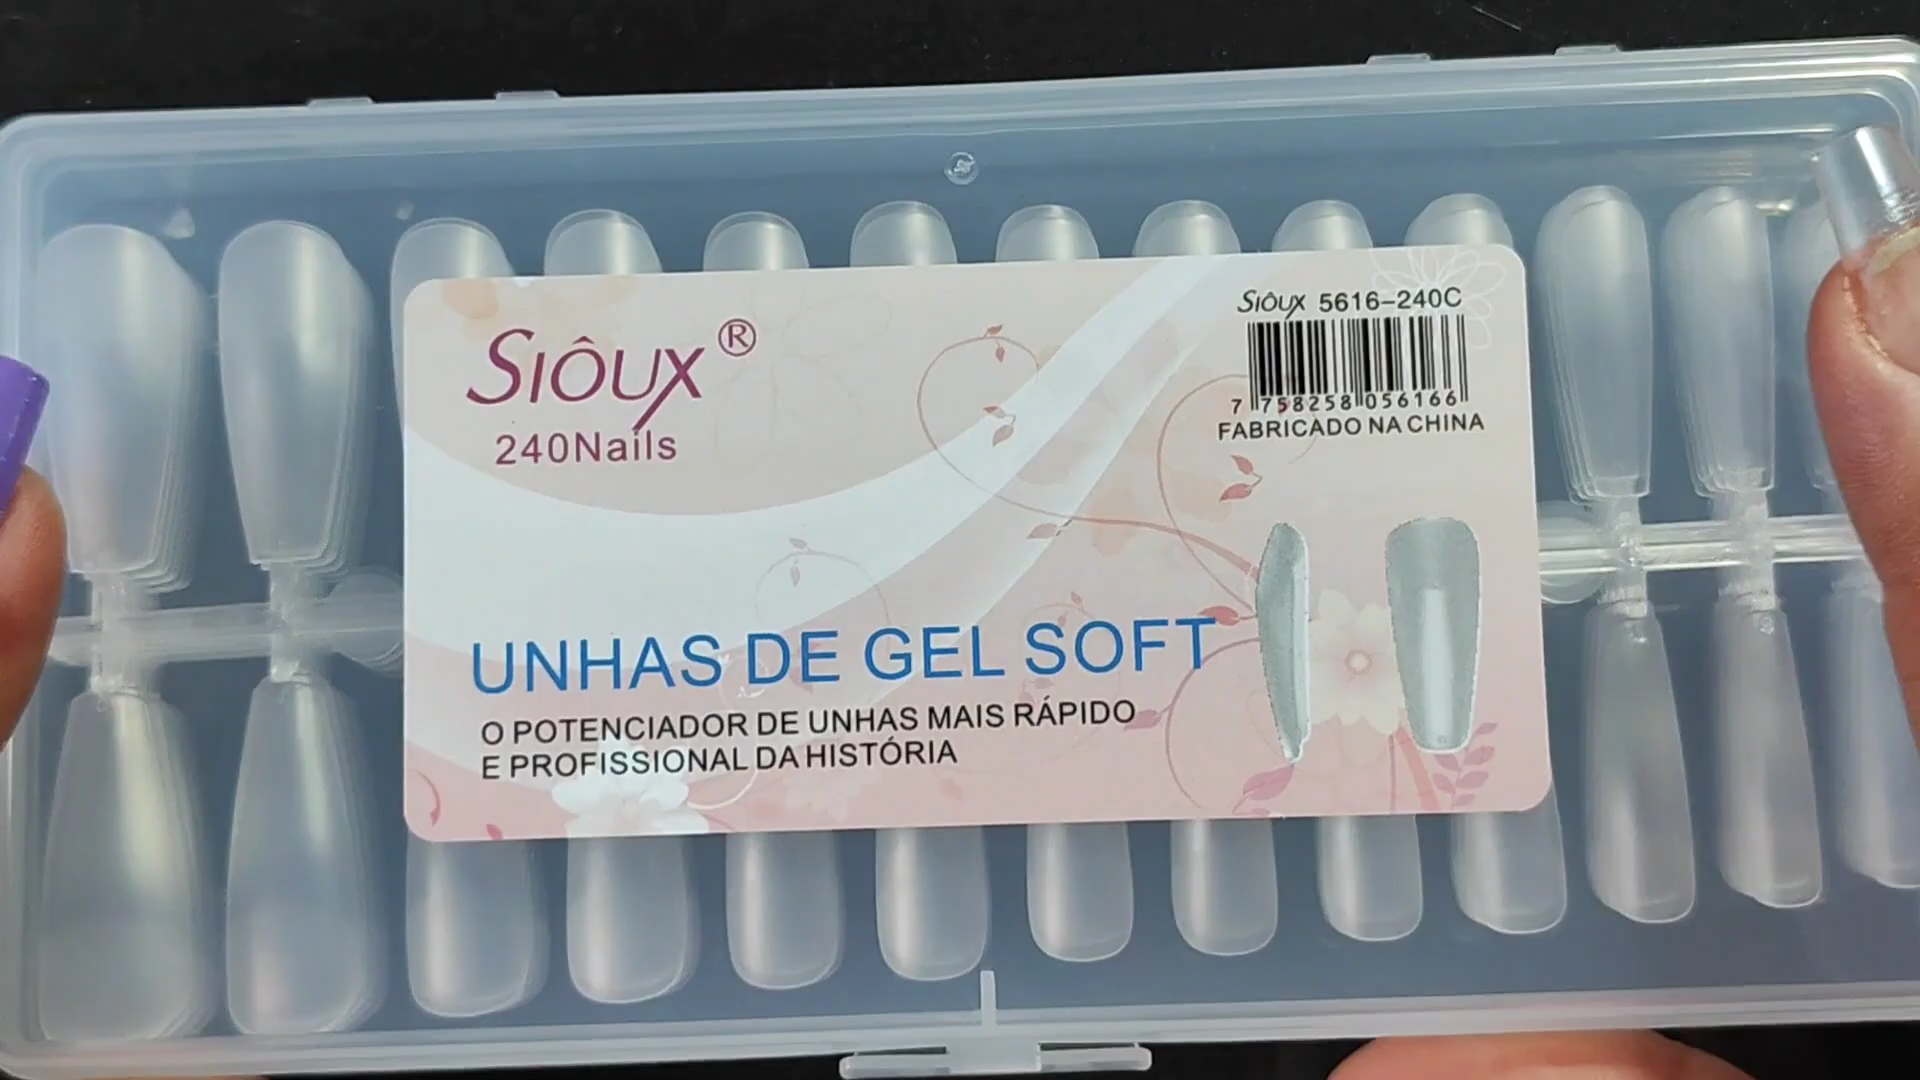 SIÔUX ®
240Nails
SIÔUX 5616-240C
7 758258 056166
FABRICADO NA CHINA
UNHAS DE GEL SOFT
O POTENCIADOR DE UNHAS MAIS RÁPIDO
E PROFISSIONAL DA HISTÓRIA